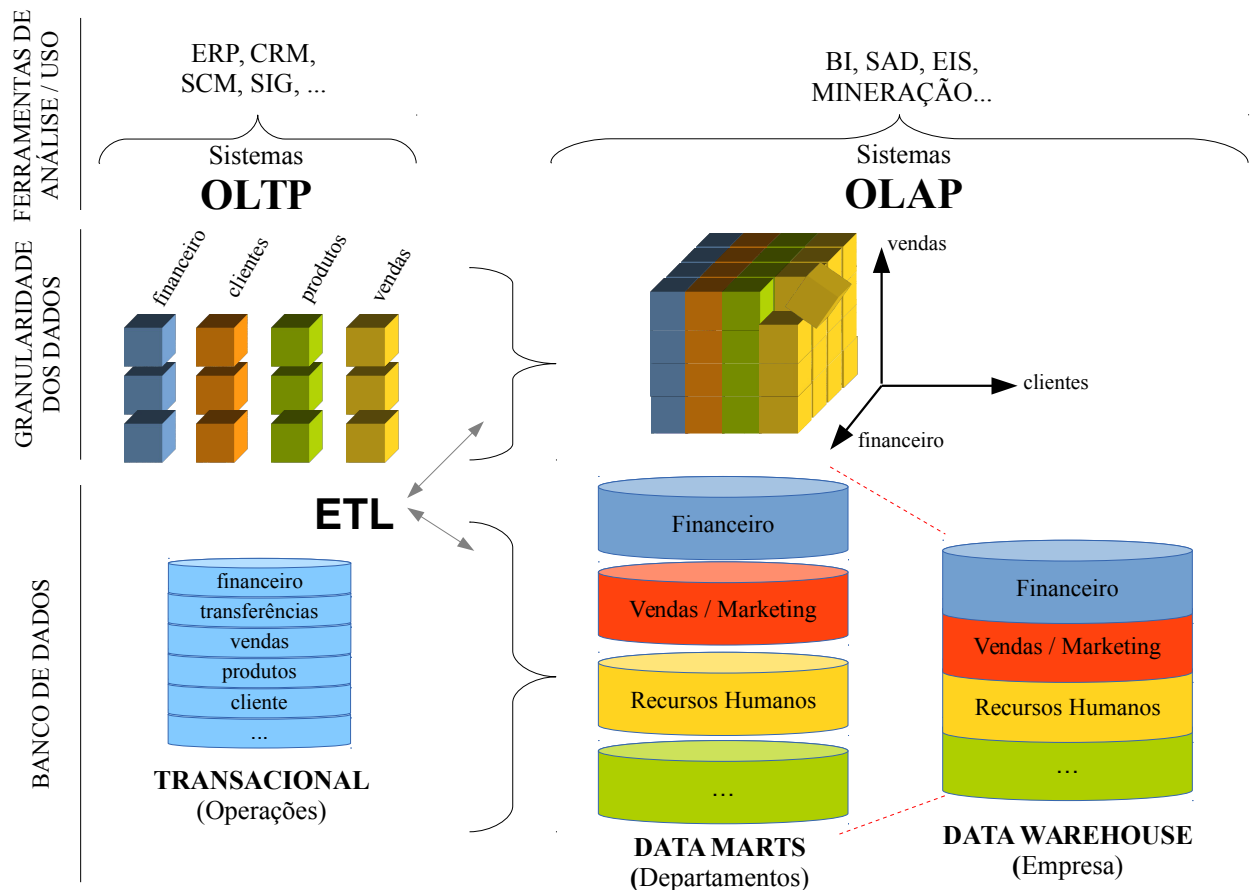 FERRAMENTAS DE
ANÁLISE / USO
ERP, CRM,
SCM, SIG, ...
Sistemas
OLTP
BI, SAD, EIS,
MINERAÇÃO...
Sistemas
OLAP
GRANULARIDADE
DOS DADOS
financeiro
clientes
produtos
vendas
vendas
clientes
financeiro
BANCO DE DADOS
ETL
financeiro
transferências
vendas
produtos
cliente
...
TRANSACIONAL
(Operações)
Financeiro
Vendas / Marketing
Recursos Humanos
...
DATA MARTS
(Departamentos)
Financeiro
Vendas / Marketing
Recursos Humanos
...
DATA WAREHOUSE
(Empresa)